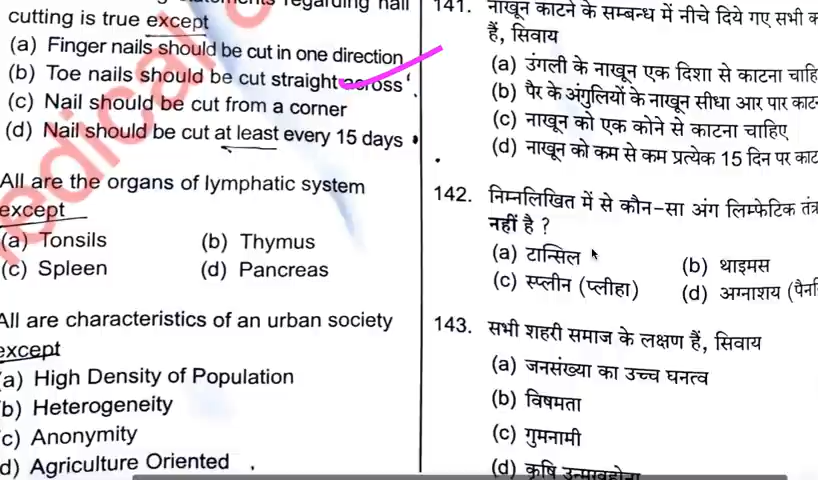 regarding nail
cutting is true except
(a) Finger nails should be cut in one direction
(b) Toe nails should be cut straight across
(c) Nail should be cut from a corner
(d) Nail should be cut at least every 15 days
All are the organs of lymphatic system
except
(a) Tonsils (b) Thymus
(c) Spleen (d) Pancreas
All are characteristics of an urban society
except
(a) High Density of Population
(b) Heterogeneity
(c) Anonymity
(d) Agriculture Oriented
141. नाखून काटने के सम्बन्ध में नीचे दिये गए सभी
हैं, सिवाय
(a) उंगली के नाखून एक दिशा से काटना
(b) पैर के अंगुलियों के नाखून सीधा आर पार
(c) नाखून को एक कोने से काटना चाहिए
(d) नाखून को कम से कम प्रत्येक 15 दिन पर
142. निम्नलिखित में से कौन-सा अंग लिम्फेटिक
नहीं है ?
(a) टान्सिल (b) थाइमस
(c) स्प्लीन (प्लीहा) (d) अग्नाशय
143. सभी शहरी समाज के लक्षण हैं, सिवाय
(a) जनसंख्या का उच्च घनत्व
(b) विषमता
(c) गुमनामी
(d) कृषि
edical